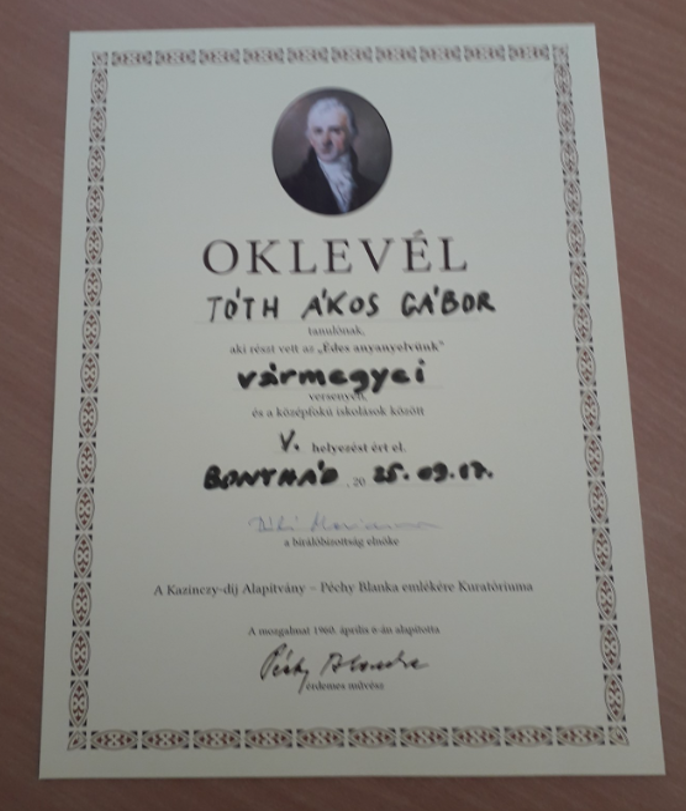 OKLEVÉL
TÓTH ÁKOS GÁBOR
tanulónak,
aki részt vett az „Édes anyanyelvünk”
vármegyei
versenyen,
és a középfokú iskolások között
V. helyezést ért el.
BONYHÁD, 20 25.09.17.
a bírálóbizottság elnöke
A Kazinczy-díj Alapítvány – Péchy Blanka emlékére Kuratóriuma
A mozgalmat 1960. április 6-án alapította
Péchy Blanka
érdemes művész